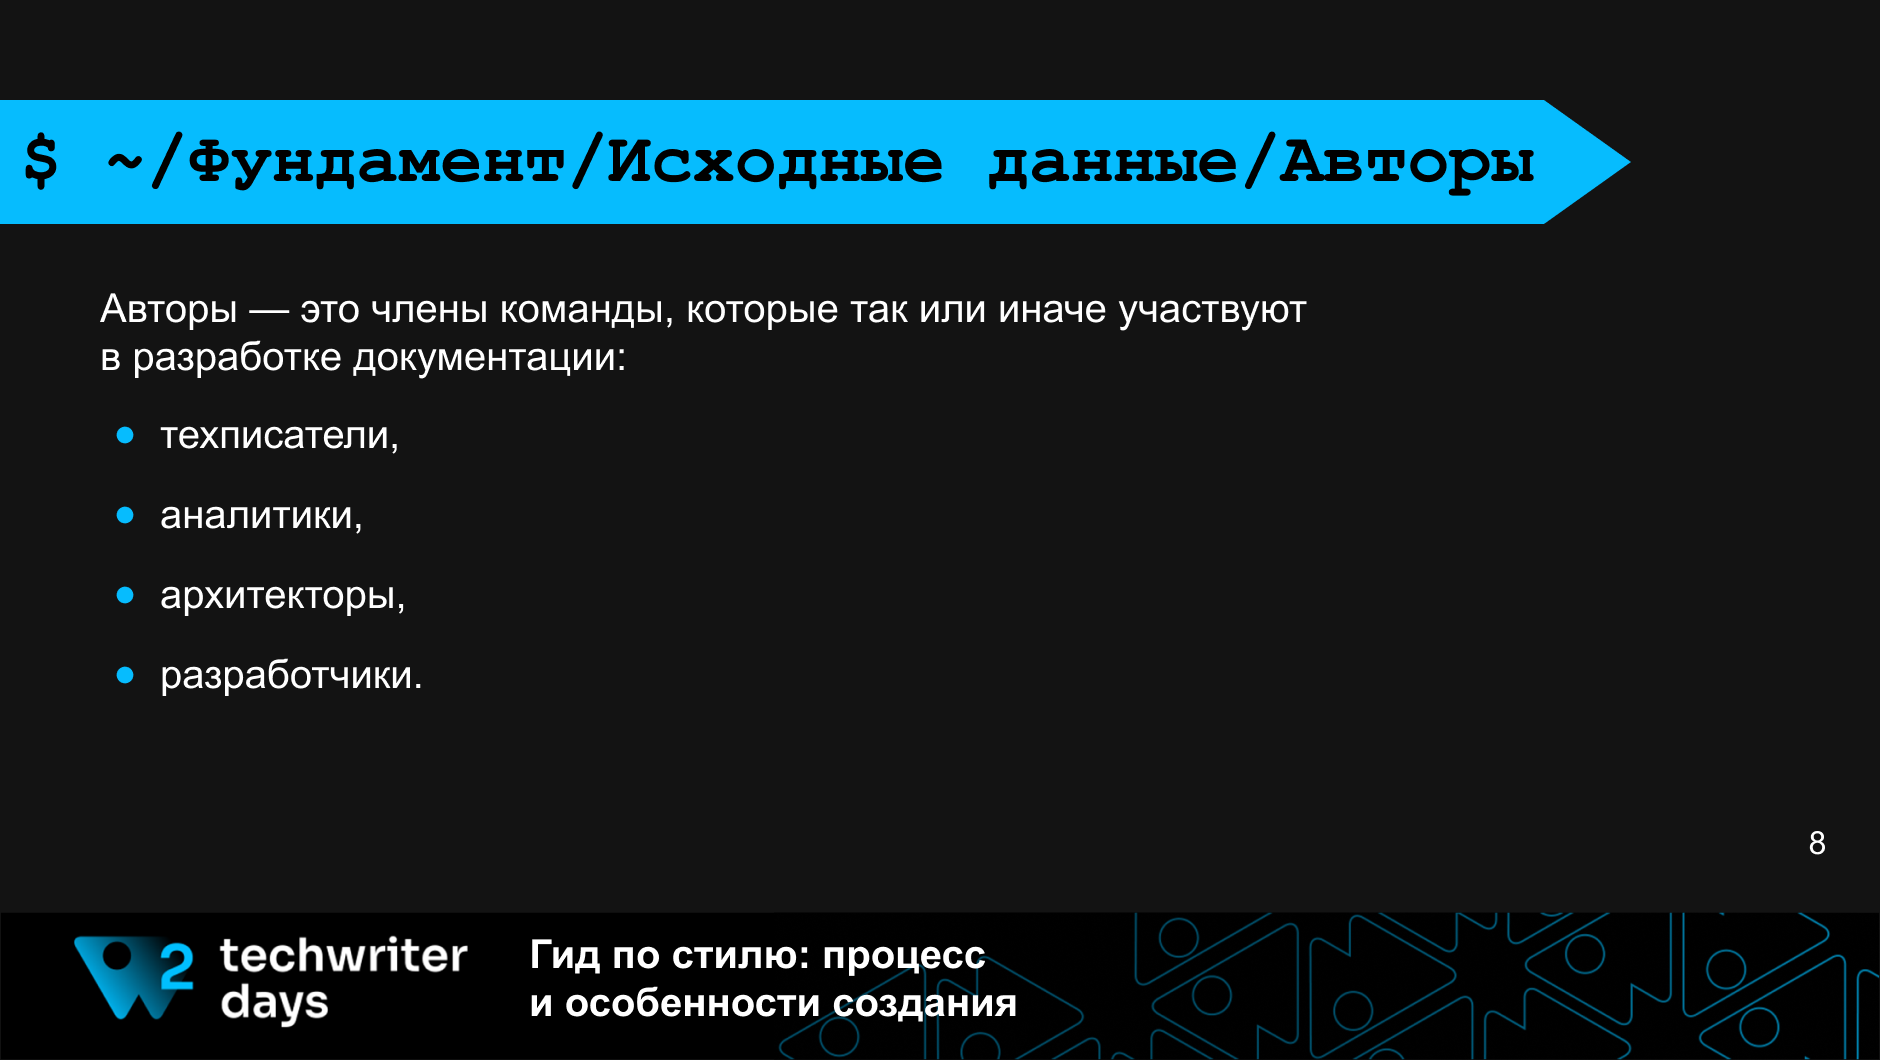 $ ~/Фундамент/Исходные данные/Авторы
Авторы — это члены команды, которые так или иначе участвуют
в разработке документации:
● техписатели,
● аналитики,
● архитекторы,
● разработчики.
8
2 techwriter
days
Гид по стилю: процесс
и особенности создания